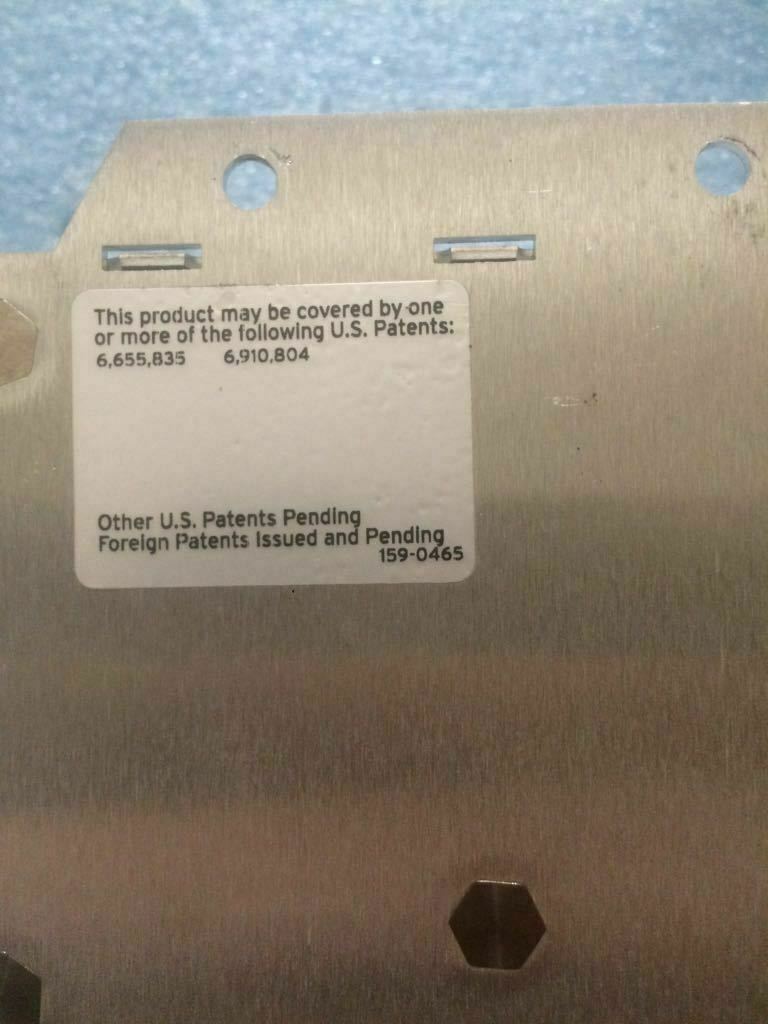 This product may be covered by one
or more of the following U.S. Patents:
6,655,835 6,910,804
Other U.S. Patents Pending
Foreign Patents Issued and Pending
159-0465